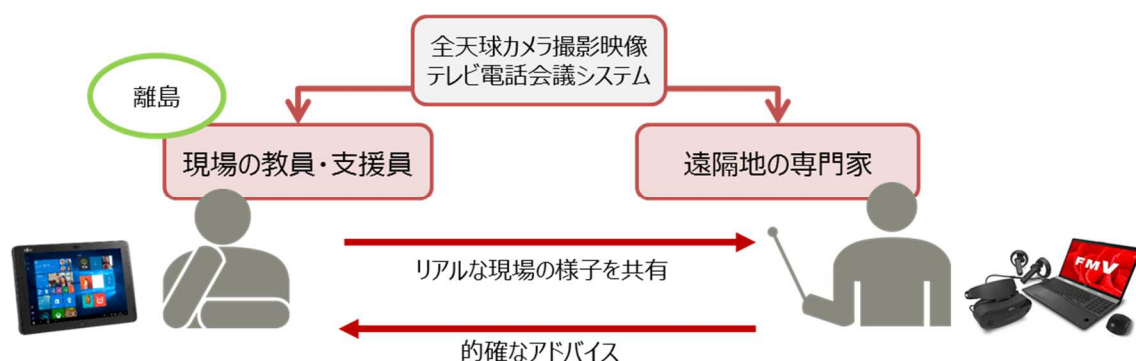 全天球カメラ撮影映像
テレビ電話会議システム
離島
現場の教員・支援員
遠隔地の専門家
リアルな現場の様子を共有
FMV
的確なアドバイス